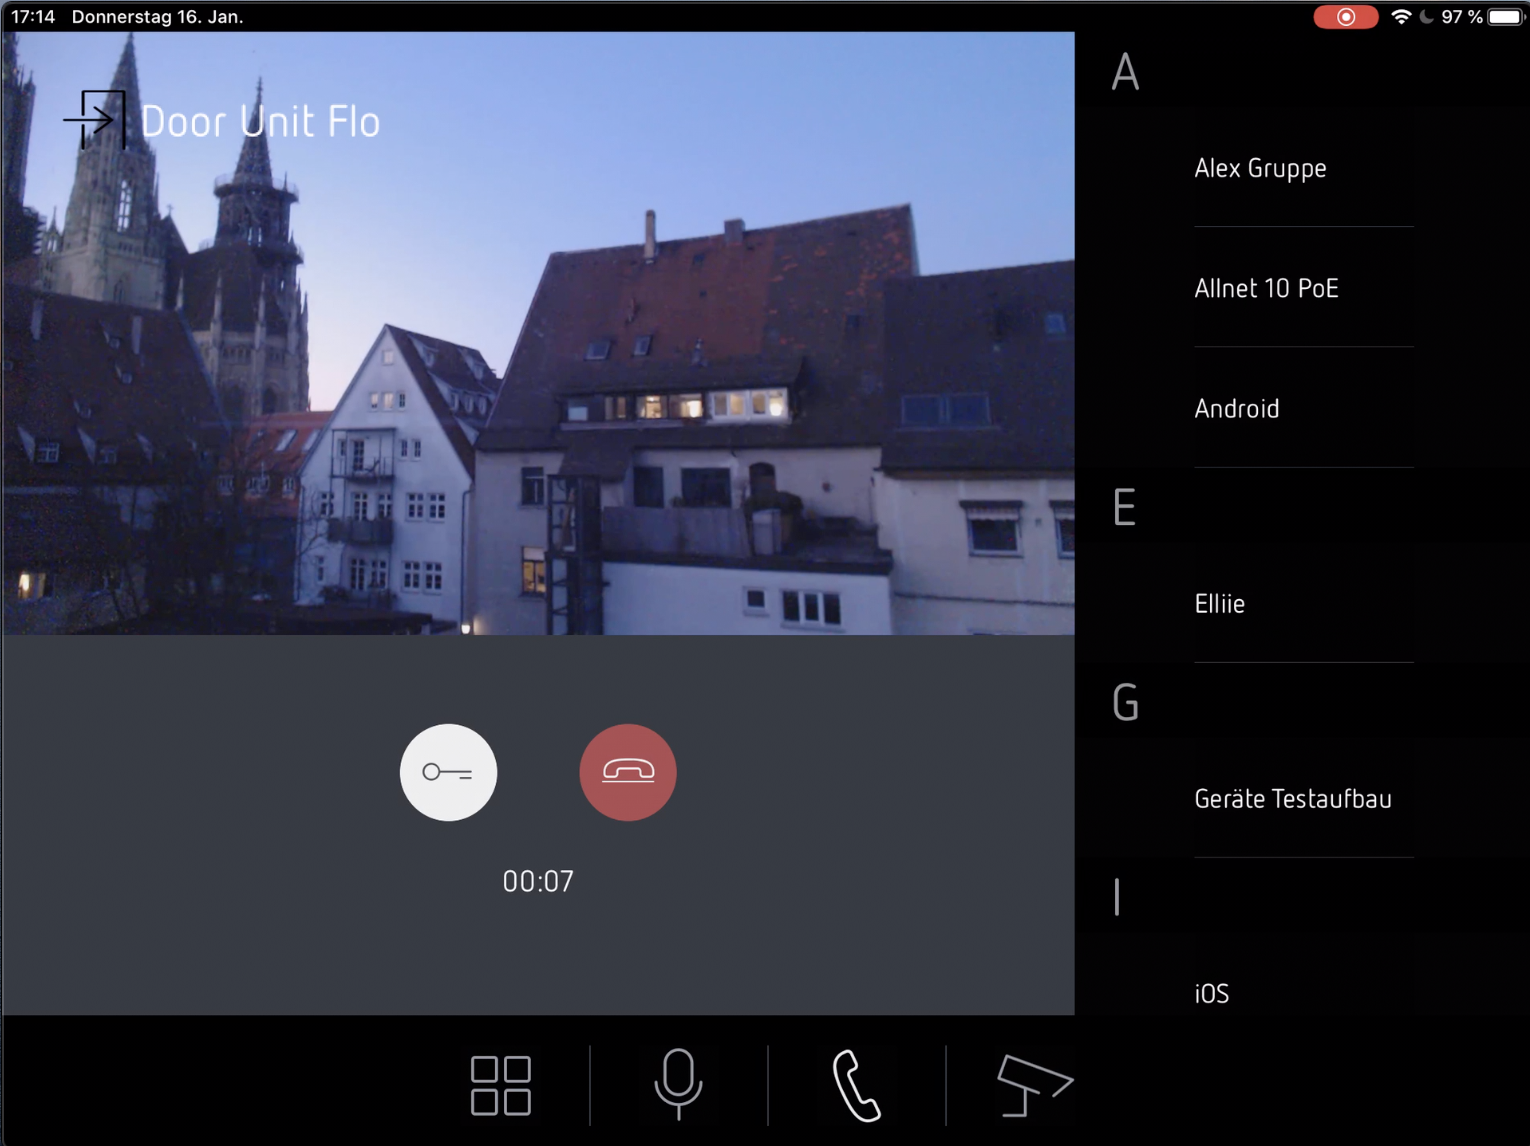 17:14 Donnerstag 16. Jan.
97 %
Door Unit Flo
00:07
A
Alex Gruppe
Allnet 10 PoE
Android
E
Elliie
G
Geräte Testaufbau
I
iOS